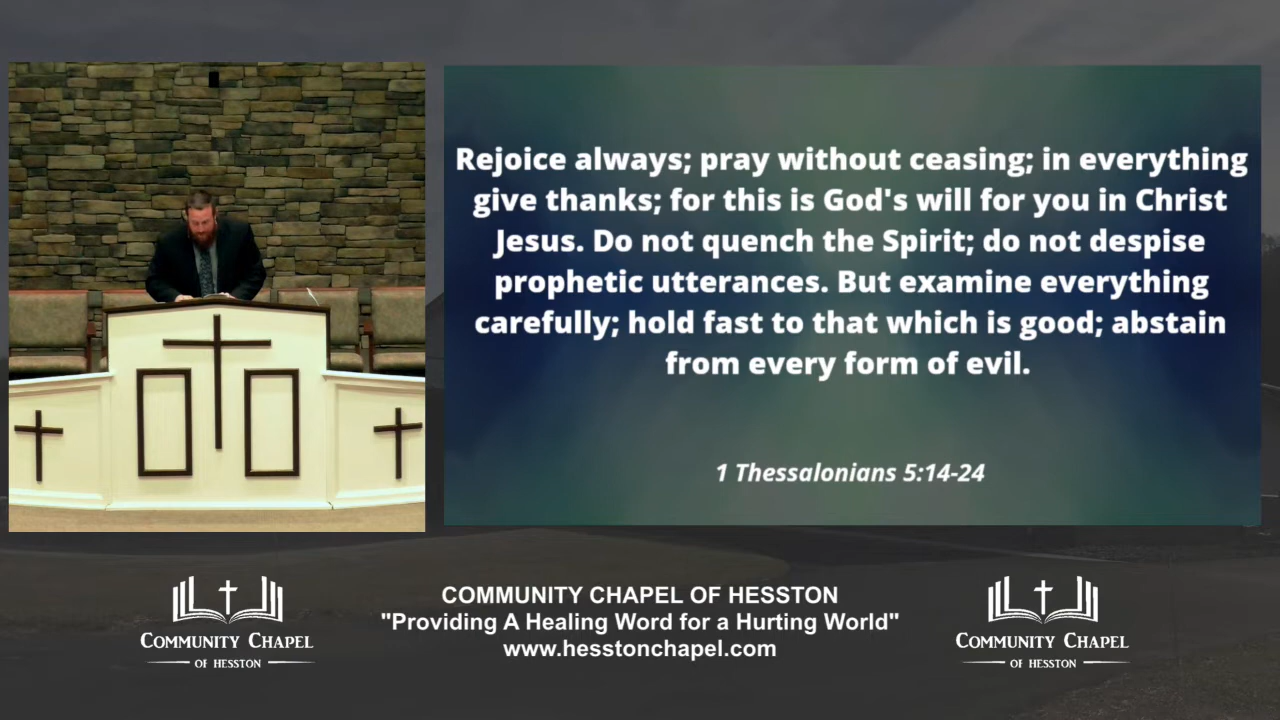 Rejoice always; pray without ceasing; in everything
give thanks; for this is God's will for you in Christ
Jesus. Do not quench the Spirit; do not despise
prophetic utterances. But examine everything
carefully; hold fast to that which is good; abstain
from every form of evil.
1 Thessalonians 5:14-24
COMMUNITY CHAPEL
OF HESSTON
COMMUNITY CHAPEL OF HESSTON
"Providing A Healing Word for a Hurting World"
www.hesstonchapel.com
COMMUNITY CHAPEL
OF HESSTON